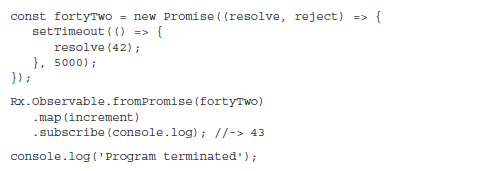 const fortyTwo = new Promise((resolve, reject) => {
   setTimeout(() => {
      resolve(42);
   }, 5000);
});
Rx.Observable.fromPromise(fortyTwo)
   .map(increment)
   .subscribe(console.log); //-> 43
console.log('Program terminated');